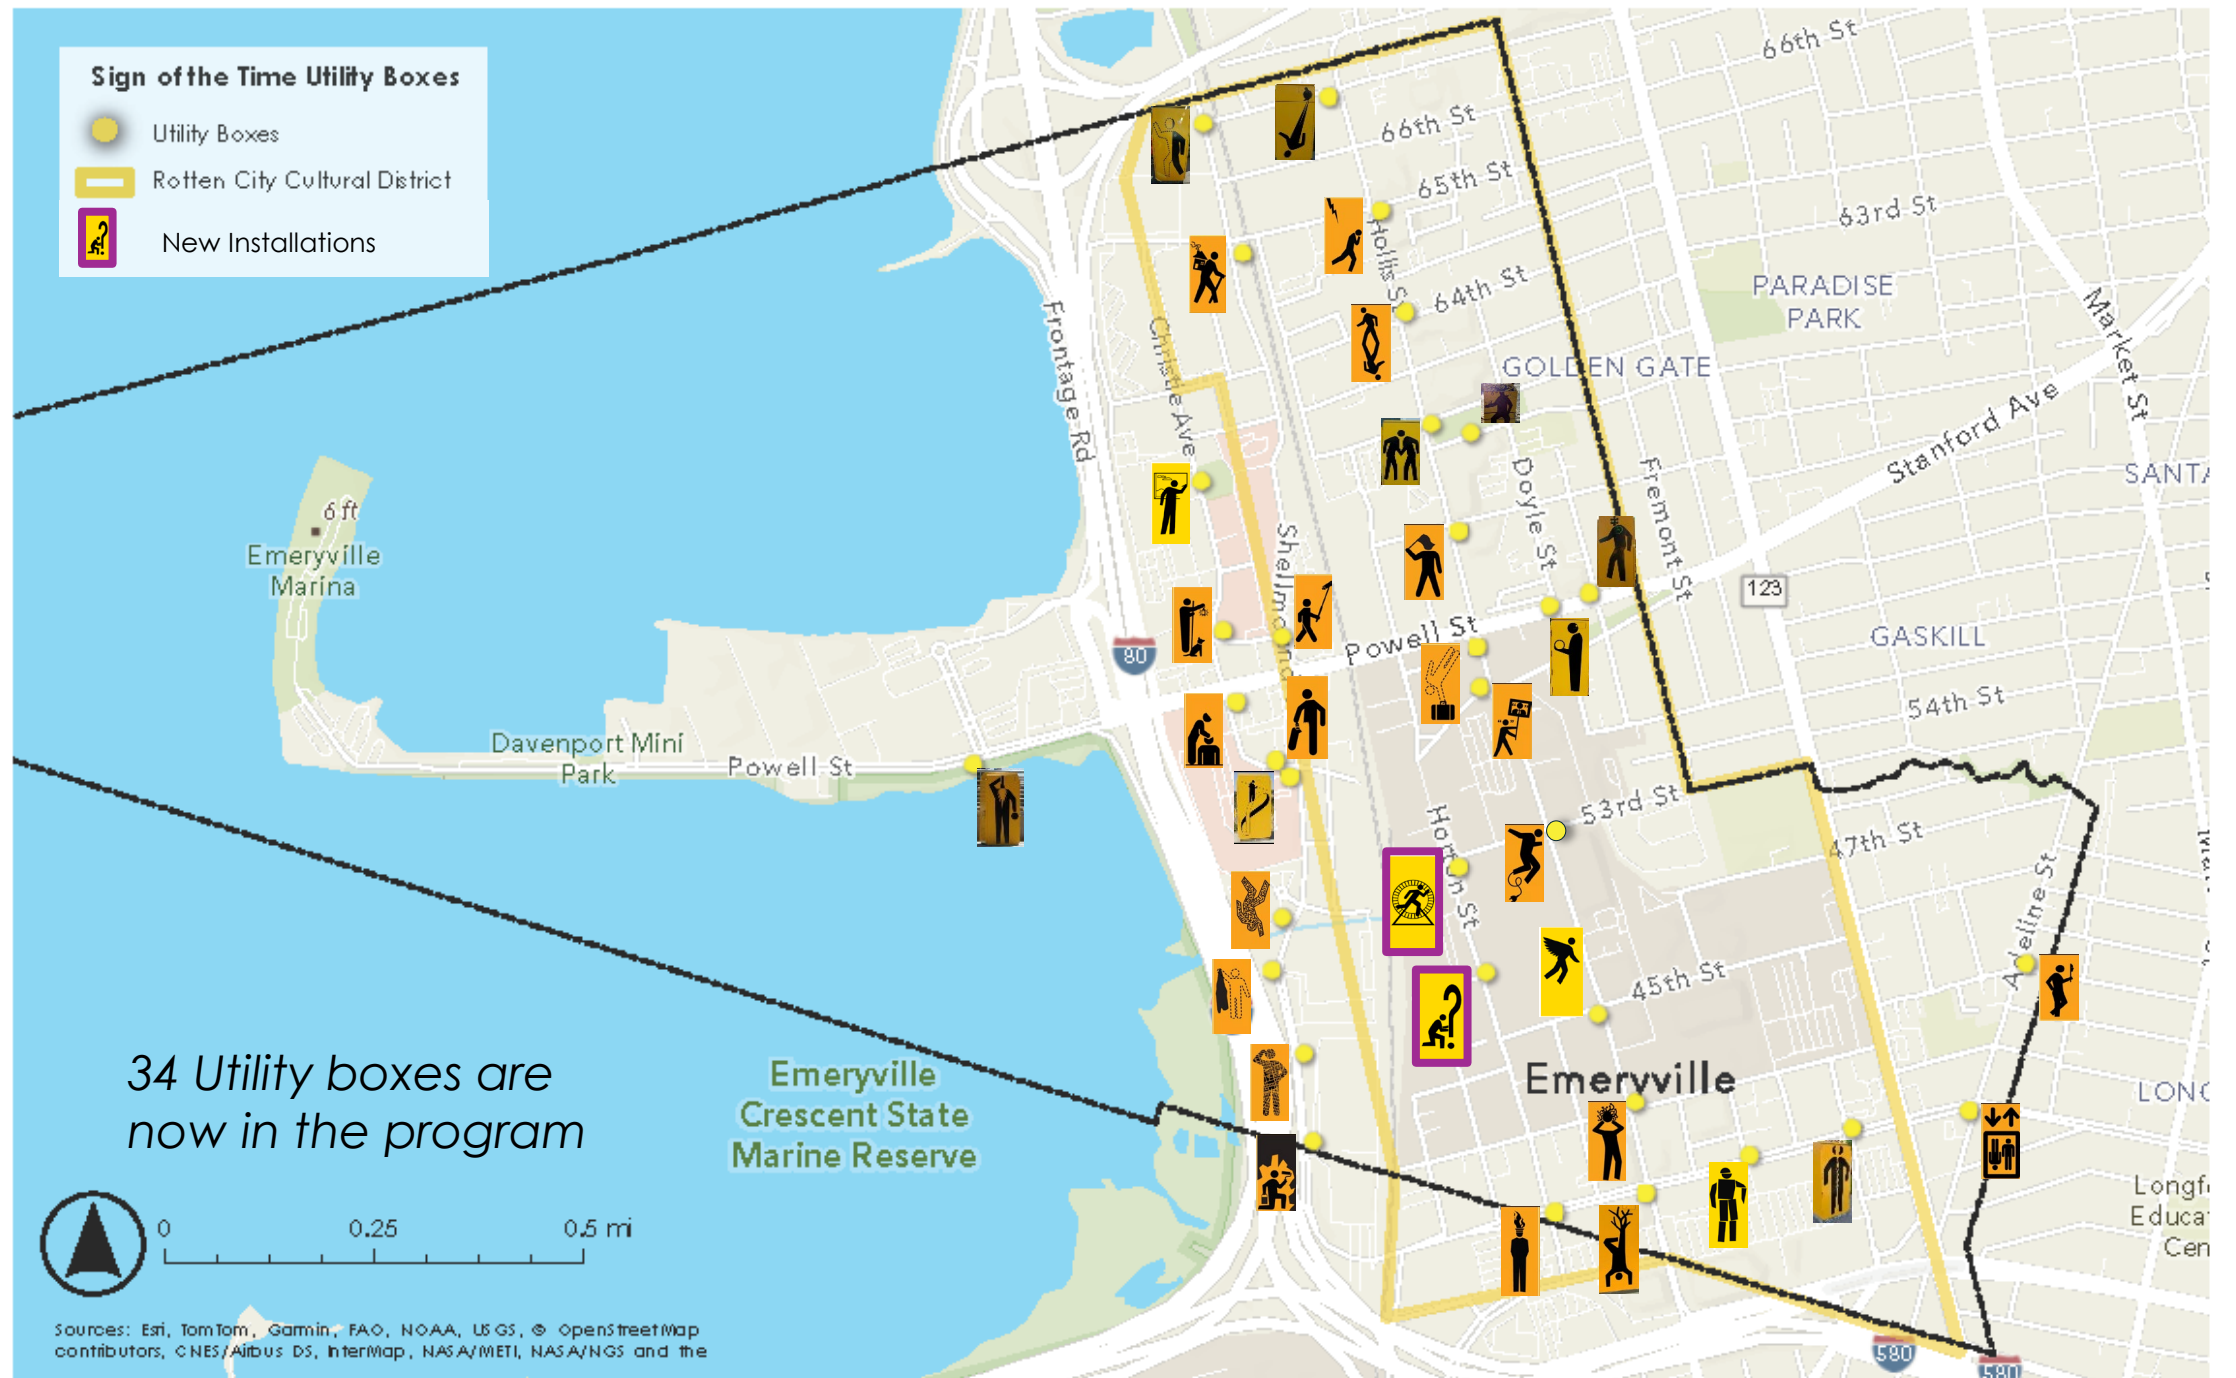 Sign of the Time Utility Boxes
Utility Boxes
Rotten City Cultural District
New Installations
66th St
66th St
65th St
63rd St
Hollis St
64th St
PARADISE
PARK
Market St
Frontage Rd
Christie Ave
GOLDEN GATE
Stanford Ave
SANTA
6 ft
Emeryville
Marina
Doyle St
Fremont St
Shellmound
123
80
Powell St
GASKILL
54th St
Davenport Mini
Park
Powell St
53rd St
Horton St
47th St
Adeline St
45th St
34 Utility boxes are
now in the program
Emeryville
Crescent State
Marine Reserve
Emeryville
LONG
Longf
Educa
Cen
0 0.25 0.5 mi
580
580
Sources: Esri, TomTom, Garmin, FAO, NOAA, USGS, © OpenStreetMap
contributors, CNES/Airbus DS, InterMap, NASA/METI, NASA/NGS and the